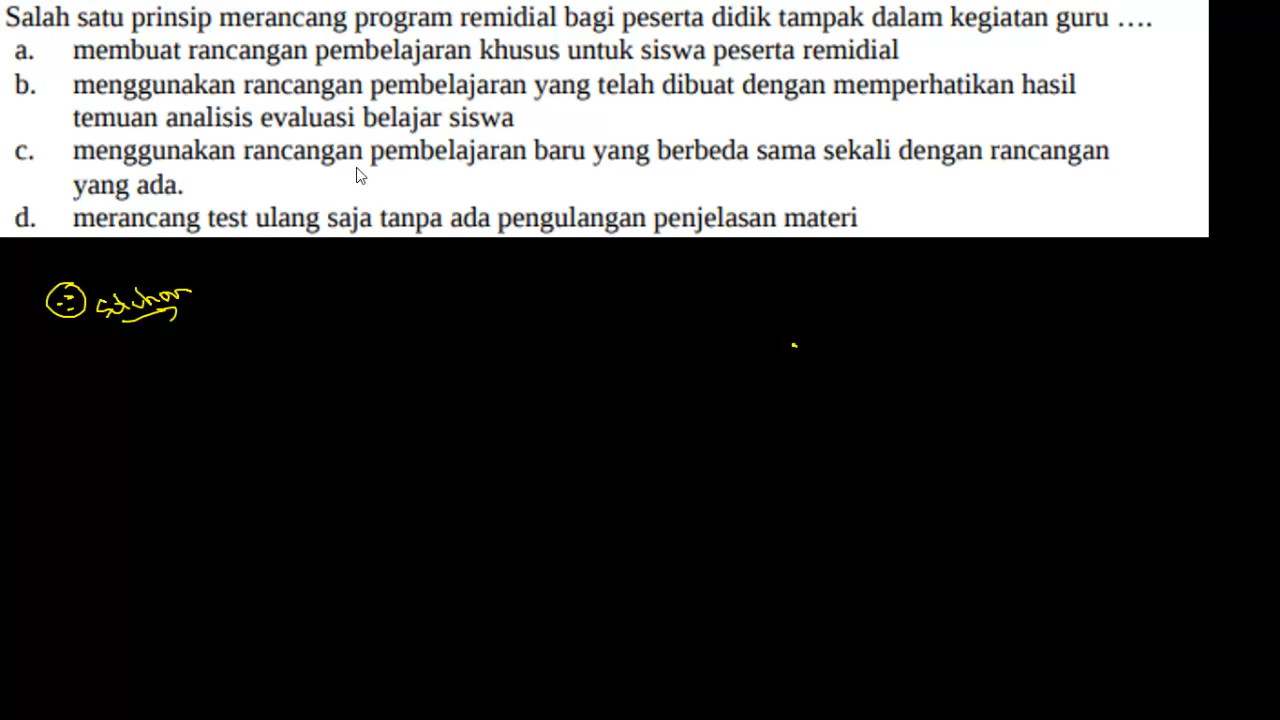 Salah satu prinsip merancang program remidial bagi peserta didik tampak dalam kegiatan guru ….
a. membuat rancangan pembelajaran khusus untuk siswa peserta remidial
b. menggunakan rancangan pembelajaran yang telah dibuat dengan memperhatikan hasil
temuan analisis evaluasi belajar siswa
c. menggunakan rancangan pembelajaran baru yang berbeda sama sekali dengan rancangan
yang ada.
d. merancang test ulang saja tanpa ada pengulangan penjelasan materi